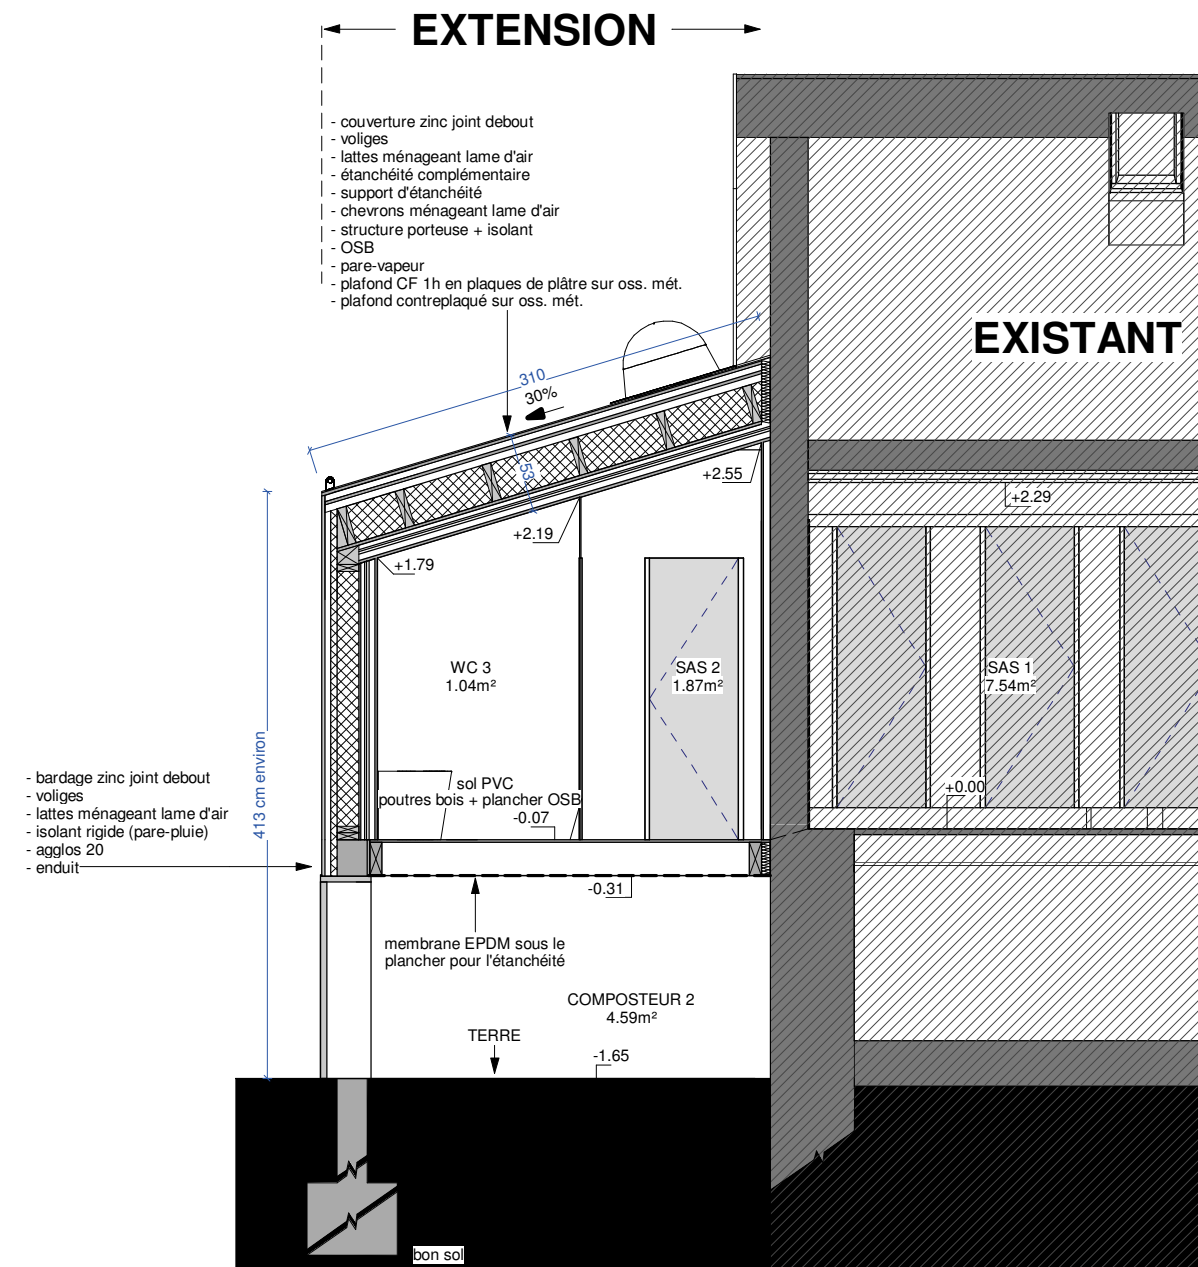 EXTENSION
- couverture zinc joint debout
- voliges
- lattes ménageant lame d'air
- étanchéité complémentaire
- support d'étanchéité
- chevrons ménageant lame d'air
- structure porteuse + isolant
- OSB
- pare-vapeur
- plafond CF 1h en plaques de plâtre sur oss. mét.
- plafond contreplaqué sur oss. mét.
EXISTANT
310
30%
53
+2.55
+2.29
+2.19
+1.79
WC 3
1.04m²
SAS 2
1.87m²
SAS 1
7.54m²
413 cm environ
- bardage zinc joint debout
- voliges
- lattes ménageant lame d'air
- isolant rigide (pare-pluie)
- agglos 20
- enduit
sol PVC
poutres bois + plancher OSB
-0.07
+0.00
-0.31
membrane EPDM sous le
plancher pour l'étanchéité
COMPOSTEUR 2
4.59m²
TERRE
-1.65
bon sol